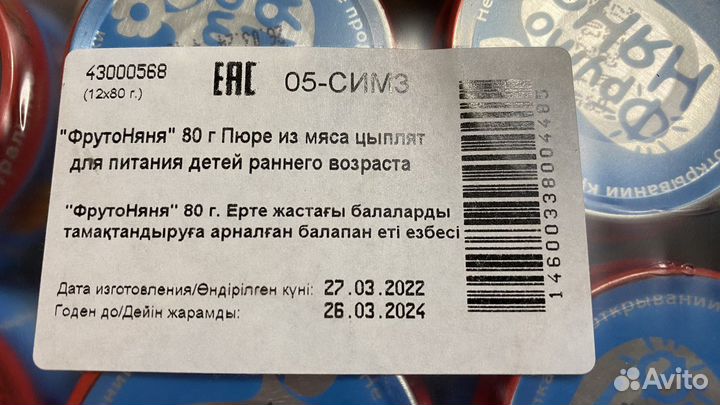 43000568
(12x80 г.)
EAC
05-СИМЗ
"ФрутоНяня" 80 г Пюре из мяса цыплят
для питания детей раннего возраста
"ФрутоНяня" 80 г. Ерте жастағы балаларды
тамақтандыруға арналған балапан еті езбесі
Дата изготовления/Өндірілген күні: 27.03.2022
Годен до/Дейін жарамды: 26.03.2024
14600338004485
открывании
Avito